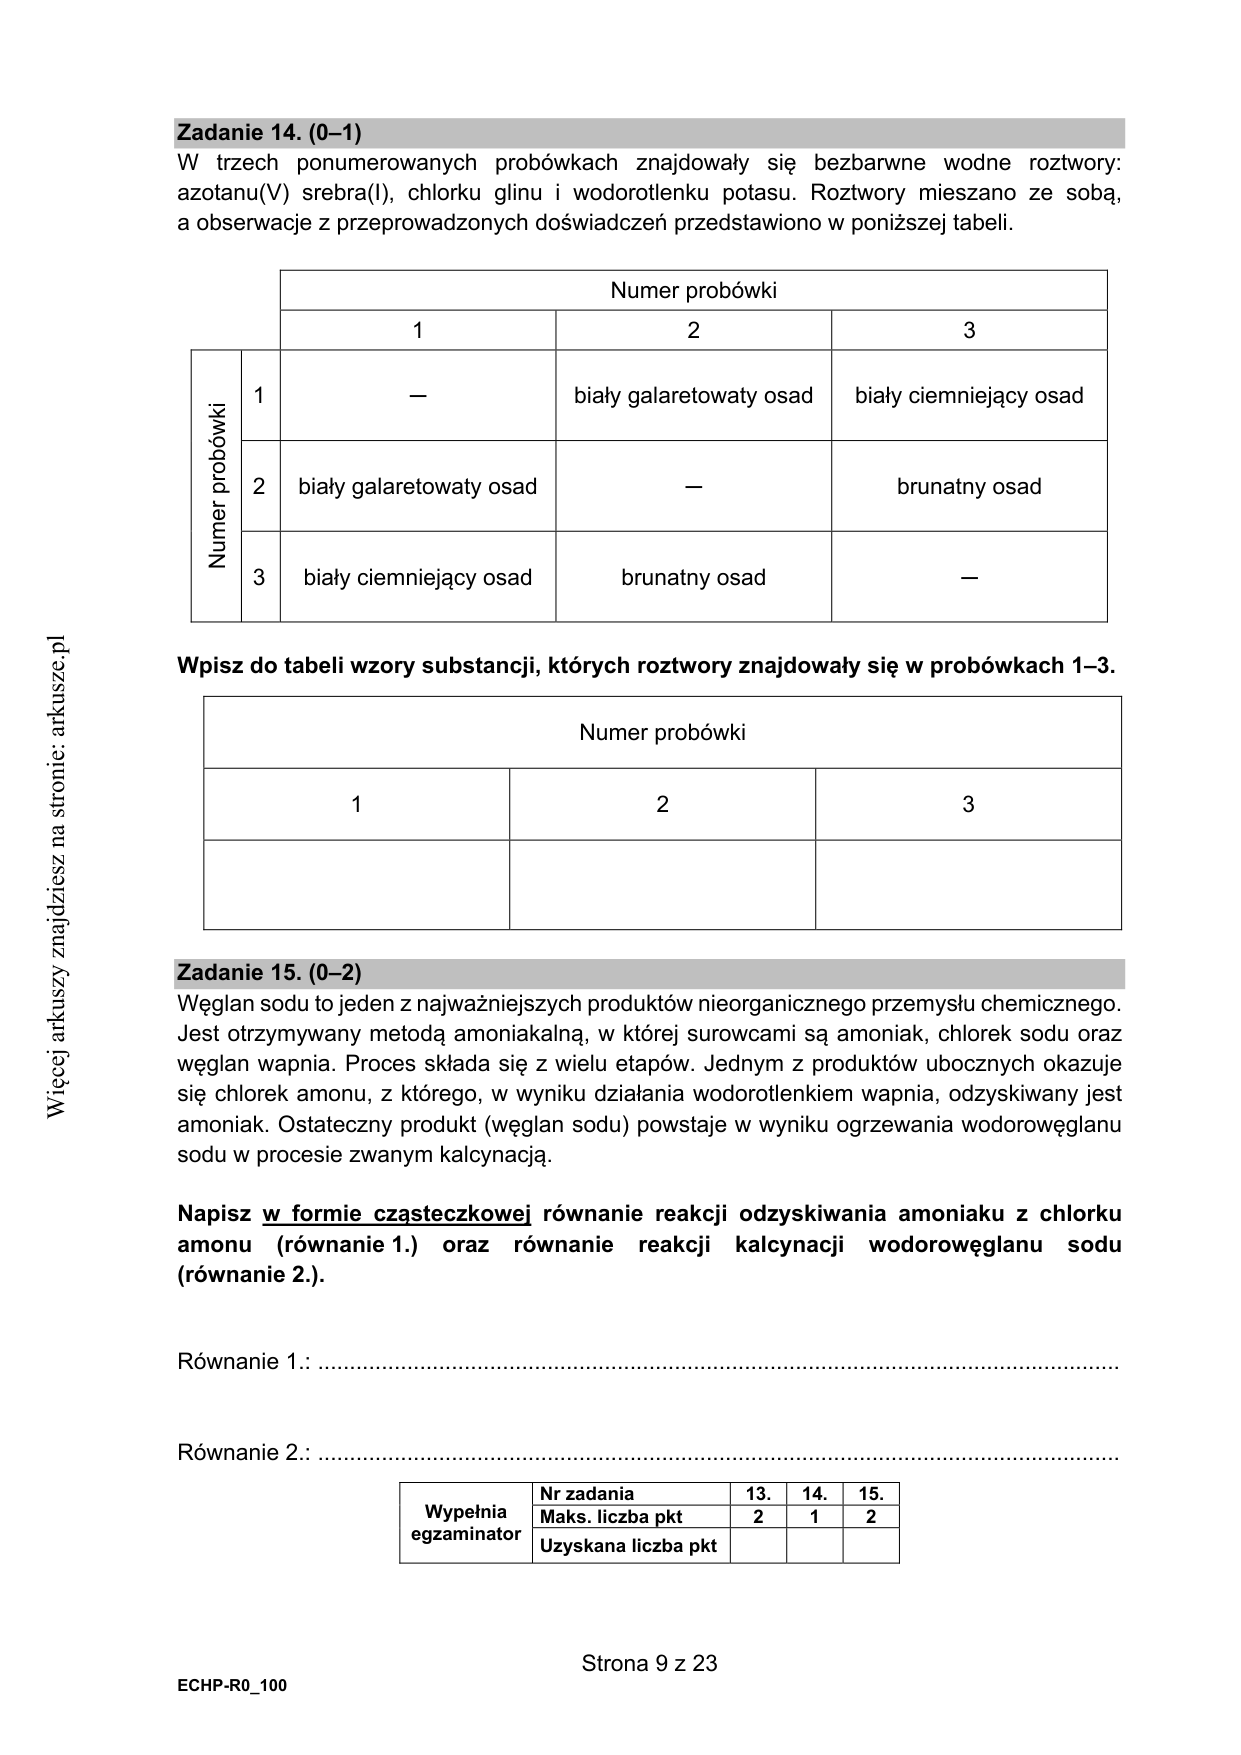 Zadanie 14. (0–1)
W trzech ponumerowanych probówkach znajdowały się bezbarwne wodne roztwory:
azotanu(V) srebra(I), chlorku glinu i wodorotlenku potasu. Roztwory mieszano ze sobą,
a obserwacje z przeprowadzonych doświadczeń przedstawiono w poniższej tabeli.
Numer probówki
1 2 3
Numer probówki
1 — biały galaretowaty osad biały ciemniejący osad
2 biały galaretowaty osad — brunatny osad
3 biały ciemniejący osad brunatny osad —
Wpisz do tabeli wzory substancji, których roztwory znajdowały się w probówkach 1–3.
Numer probówki
1 2 3
Zadanie 15. (0–2)
Węglan sodu to jeden z najważniejszych produktów nieorganicznego przemysłu chemicznego.
Jest otrzymywany metodą amoniakalną, w której surowcami są amoniak, chlorek sodu oraz
węglan wapnia. Proces składa się z wielu etapów. Jednym z produktów ubocznych okazuje
się chlorek amonu, z którego, w wyniku działania wodorotlenkiem wapnia, odzyskiwany jest
amoniak. Ostateczny produkt (węglan sodu) powstaje w wyniku ogrzewania wodorowęglanu
sodu w procesie zwanym kalcynacją.
Napisz w formie cząsteczkowej równanie reakcji odzyskiwania amoniaku z chlorku
amonu (równanie 1.) oraz równanie reakcji kalcynacji wodorowęglanu sodu
(równanie 2.).
Równanie 1.: ................................................................................................................................
Równanie 2.: ................................................................................................................................
Wypełnia
egzaminator
Nr zadania 13. 14. 15.
Maks. liczba pkt 2 1 2
Uzyskana liczba pkt
Strona 9 z 23
ECHP-R0_100
Więcej arkuszy znajdziesz na stronie: arkusze.pl